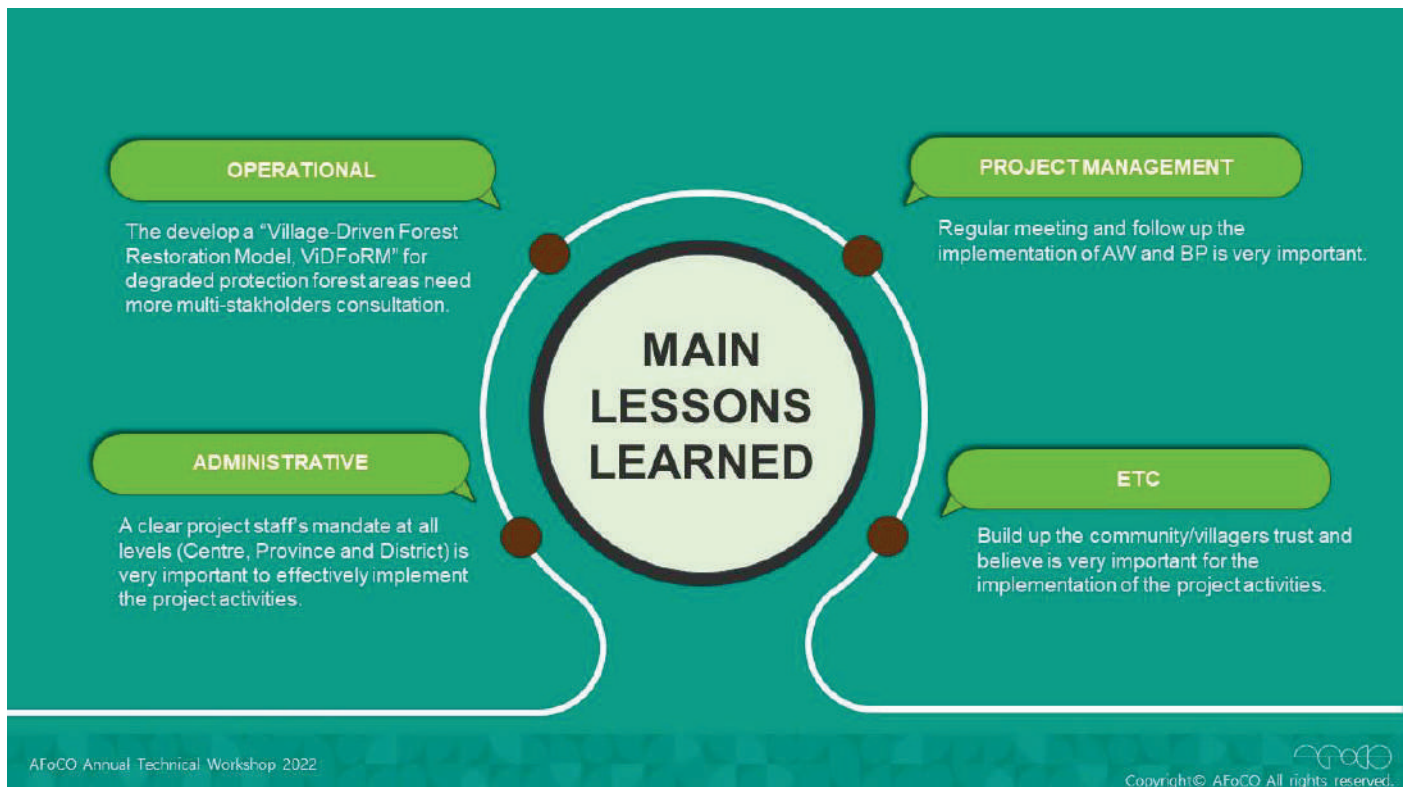 OPERATIONAL
The develop a “Village-Driven Forest
Restoration Model, ViDFoRM” for
degraded protection forest areas need
more multi-stakholders consultation.
PROJECT MANAGEMENT
Regular meeting and follow up the
implementation of AW and BP is very important.
MAIN
LESSONS
LEARNED
ADMINISTRATIVE
A clear project staff’s mandate at all
levels (Centre, Province and District) is
very important to effectively implement
the project activities.
ETC
Build up the community/villagers trust and
believe is very important for the
implementation of the project activities.
AFoCO Annual Technical Workshop 2022
AFoCO
Copyright© AFoCO All rights reserved.